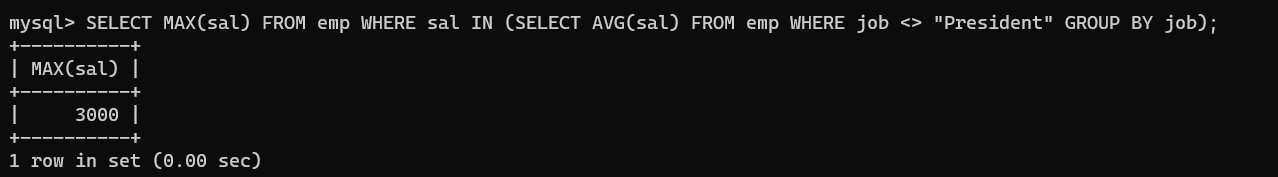 mysql> SELECT MAX(sal) FROM emp WHERE sal IN (SELECT AVG(sal) FROM emp WHERE job <> "President" GROUP BY job);
+----------+
| MAX(sal) |
+----------+
|     3000 |
+----------+
1 row in set (0.00 sec)